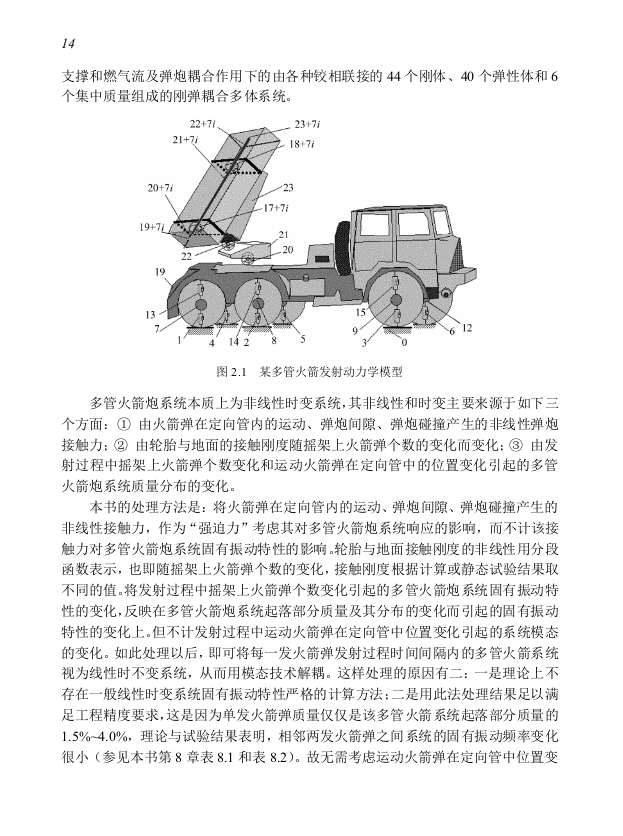 14
支撑和燃气流及弹炮耦合作用下的由各种铰相联接的 44 个刚体、40 个弹性体和 6
个集中质量组成的刚弹耦合多体系统。
22+7i
23+7i
21+7i
18+7i
20+7i
23
17+7i
19+7i
21
22
20
19
13
15
7
9
12
1
4
14
2
8
5
3
0
6
图 2.1 某多管火箭发射动力学模型
多管火箭炮系统本质上为非线性时变系统,其非线性和时变主要来源于如下三
个方面:① 由火箭弹在定向管内的运动、弹炮间隙、弹炮碰撞产生的非线性弹炮
接触力;② 由轮胎与地面的接触刚度随摇架上火箭弹个数的变化而变化;③ 由发
射过程中摇架上火箭弹个数变化和运动火箭弹在定向管中的位置变化引起的多管
火箭炮系统质量分布的变化。
本书的处理方法是:将火箭弹在定向管内的运动、弹炮间隙、弹炮碰撞产生的
非线性接触力，作为“强迫力”考虑其对多管火箭炮系统响应的影响，而不计该接
触力对多管火箭炮系统固有振动特性的影响。轮胎与地面接触刚度的非线性用分段
函数表示，也即随摇架上火箭弹个数的变化，接触刚度根据计算或静态试验结果取
不同的值。将发射过程中摇架上火箭弹个数变化引起的多管火箭炮系统固有振动特
性的变化,反映在多管火箭炮系统起落部分质量及其分布的变化而引起的固有振动
特性的变化上。但不计发射过程中运动火箭弹在定向管中位置变化引起的系统模态
的变化。如此处理以后，即可将每一发火箭弹发射过程时间间隔内的多管火箭系统
视为线性时不变系统，从而用模态技术解耦。这样处理的原因有二:一是理论上不
存在一般线性时变系统固有振动特性严格的计算方法;二是用此法处理结果足以满
足工程精度要求,这是因为单发火箭弹质量仅仅是该多管火箭系统起落部分质量的
1.5%~4.0%，理论与试验结果表明，相邻两发火箭弹之间系统的固有振动频率变化
很小（参见本书第 8 章表 8.1 和表 8.2）。故无需考虑运动火箭弹在定向管中位置变